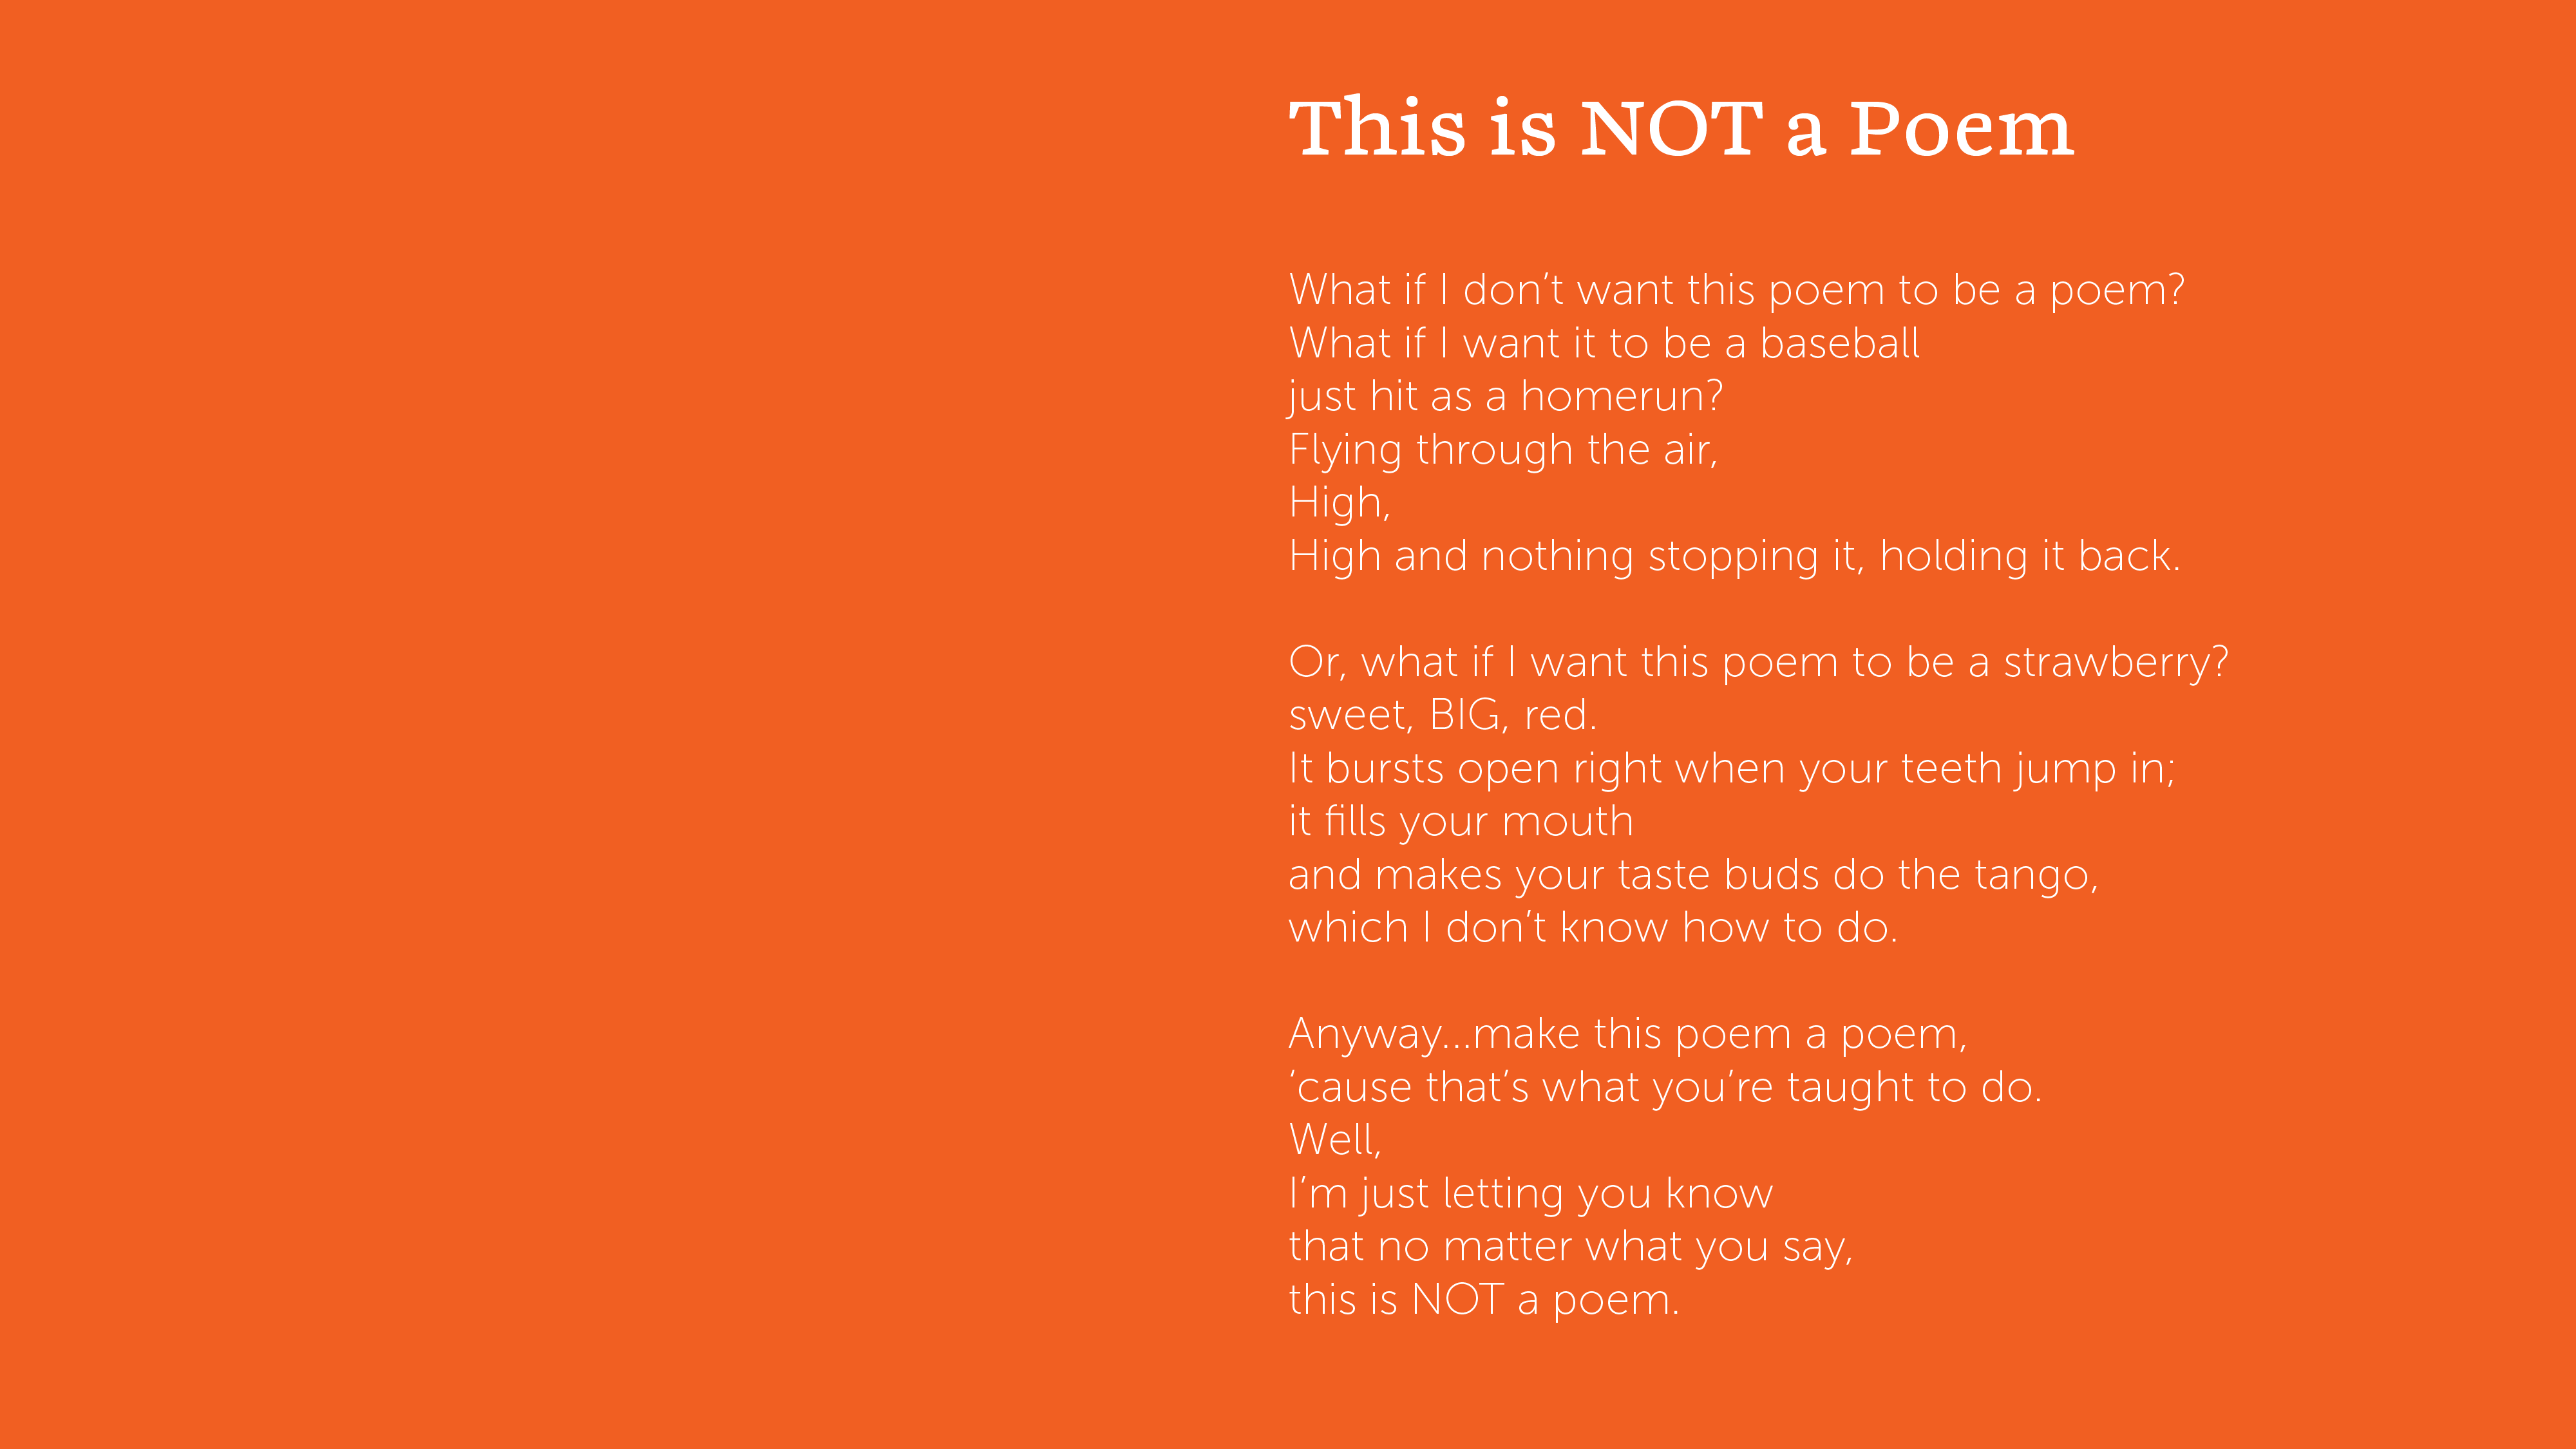 This is NOT a Poem
What if I don’t want this poem to be a poem?
What if I want it to be a baseball
just hit as a homerun?
Flying through the air,
High,
High and nothing stopping it, holding it back.
Or, what if I want this poem to be a strawberry?
sweet, BIG, red.
It bursts open right when your teeth jump in;
it fills your mouth
and makes your taste buds do the tango,
which I don’t know how to do.
Anyway...make this poem a poem,
‘cause that’s what you’re taught to do.
Well,
I’m just letting you know
that no matter what you say,
this is NOT a poem.